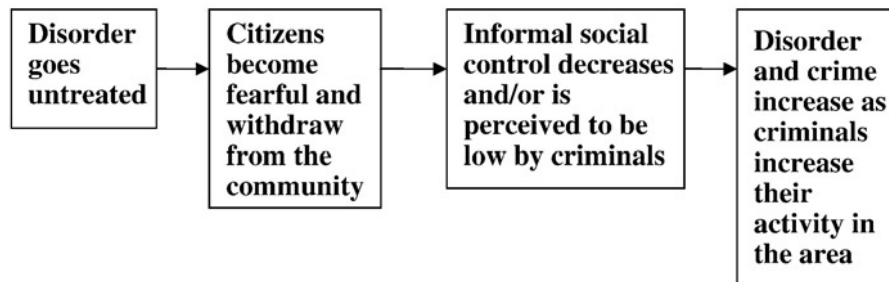 Disorder
goes
untreated
Citizens
become
fearful and
withdraw
from the
community
Informal social
control decreases
and/or is
perceived to be
low by criminals
Disorder
and crime
increase as
criminals
increase
their
activity in
the area